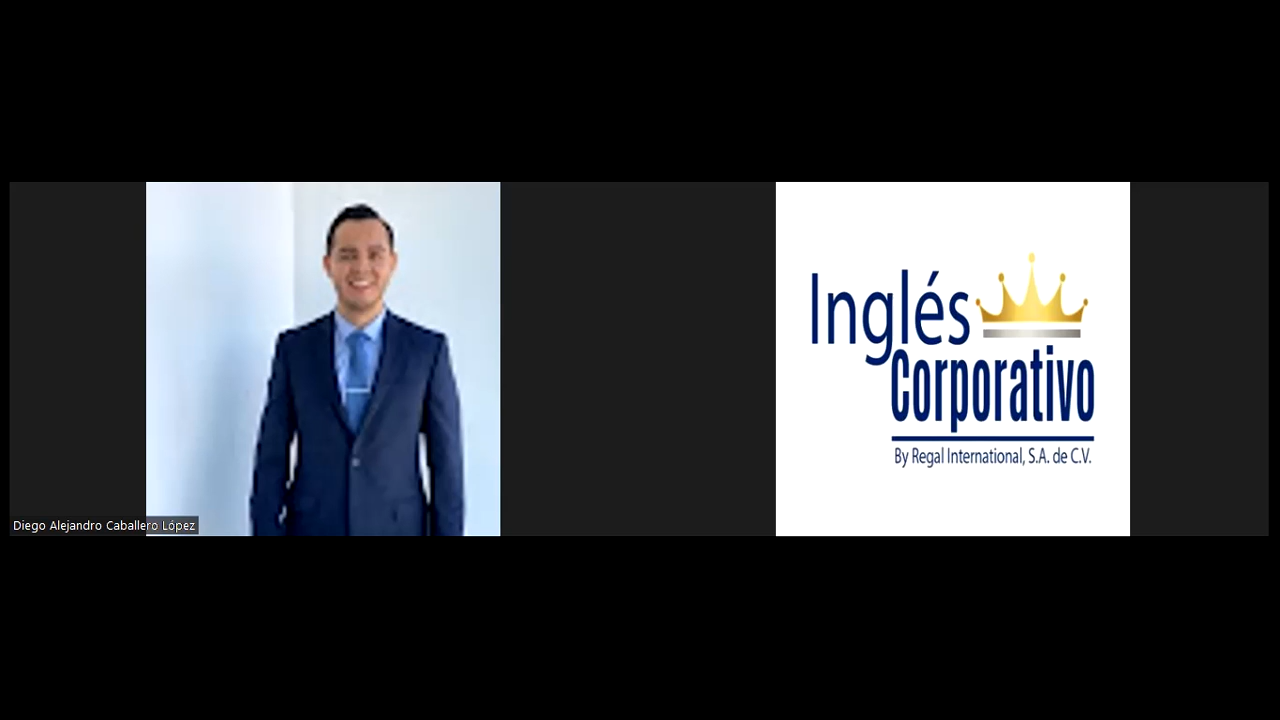 Diego Alejandro Caballero López
Inglés
Corporativo
By Regal International, S.A. de C.V.